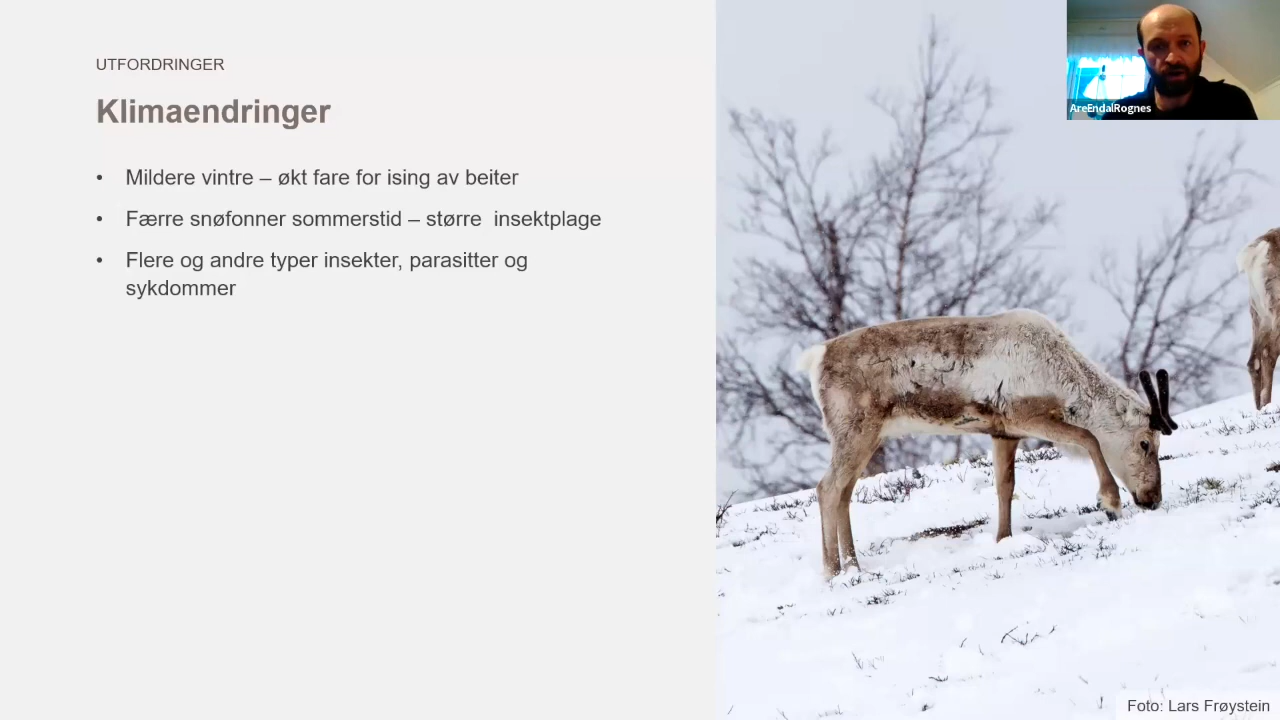 UTFORDRINGER
Klimaendringer
• Mildere vintre – økt fare for ising av beiter
• Færre snøfonner sommerstid – større  insektplage
• Flere og andre typer insekter, parasitter og
sykdommer
AreEndalRognes
Foto: Lars Frøystein